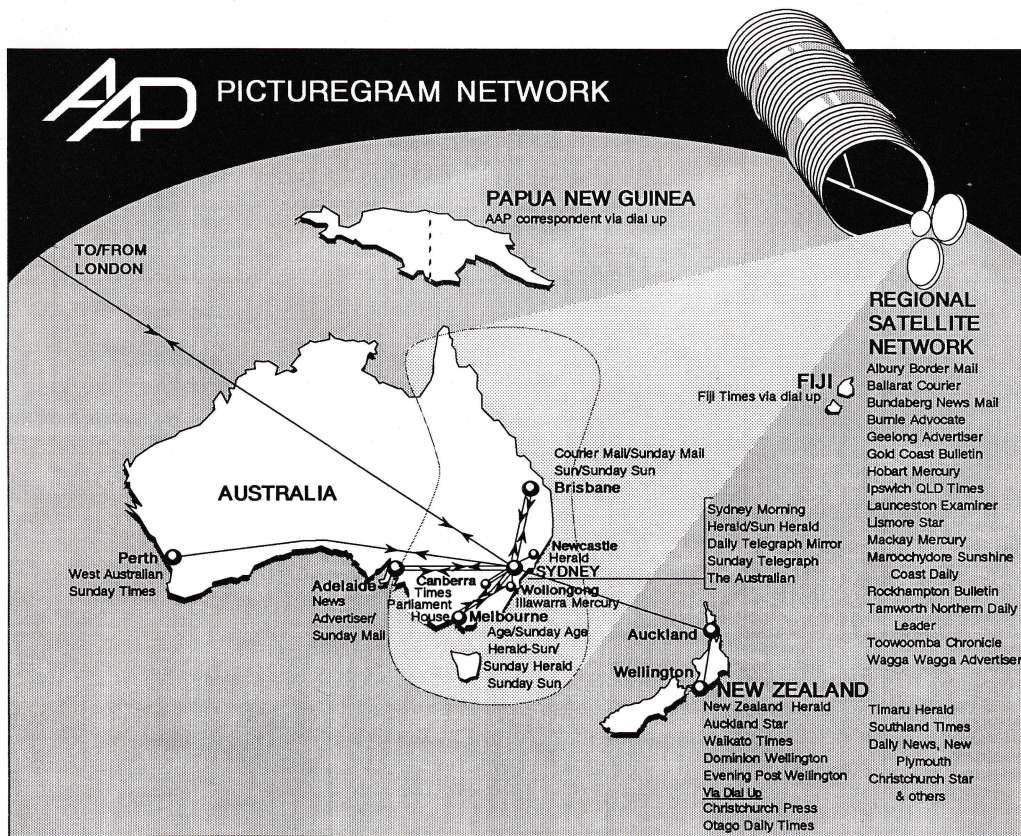 AAP PICTUREGRAM NETWORK
PAPUA NEW GUINEA
AAP correspondent via dial up
TO/FROM
LONDON
REGIONAL
SATELLITE
NETWORK
Albury Border Mail
Ballarat Courier
Bundaberg News Mail
Burnie Advocate
Geelong Advertiser
Gold Coast Bulletin
Hobart Mercury
Ipswich QLD Times
Launceston Examiner
Lismore Star
Mackay Mercury
Maroochydore Sunshine
Coast Daily
Rockhampton Bulletin
Tamworth Northern Daily
Leader
Toowoomba Chronicle
Wagga Wagga Advertiser
FIJI
Fiji Times via dial up
AUSTRALIA
Courier Mail/Sunday Mail
Sun/Sunday Sun
Brisbane
Perth
West Australian
Sunday Times
Adelaide
News
Advertiser/
Sunday Mail
Canberra
Times
Parliament
House
Newcastle
Herald
SYDNEY
Wollongong
Illawarra Mercury
Melbourne
Age/Sunday Age
Herald-Sun/
Sunday Herald
Sunday Sun
Sydney Morning
Herald/Sun Herald
Daily Telegraph Mirror
Sunday Telegraph
The Australian
Auckland
Wellington
NEW ZEALAND
New Zealand Herald
Auckland Star
Waikato Times
Dominion Wellington
Evening Post Wellington
Via Dial Up
Christchurch Press
Otago Daily Times
Timaru Herald
Southland Times
Daily News, New
Plymouth
Christchurch Star
& others